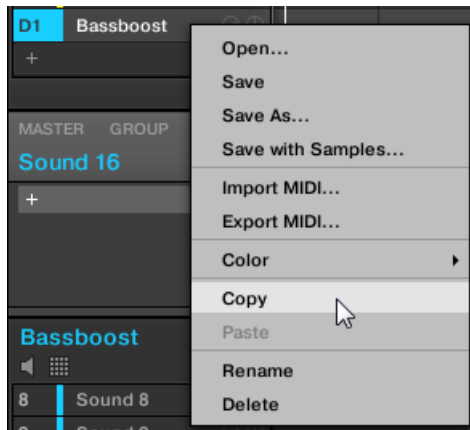 D1 Bassboost
+
MASTER GROUP
Sound 16
+
Bassboost
8 Sound 8
Open...
Save
Save As...
Save with Samples...
Import MIDI...
Export MIDI...
Color
Copy
Paste
Rename
Delete